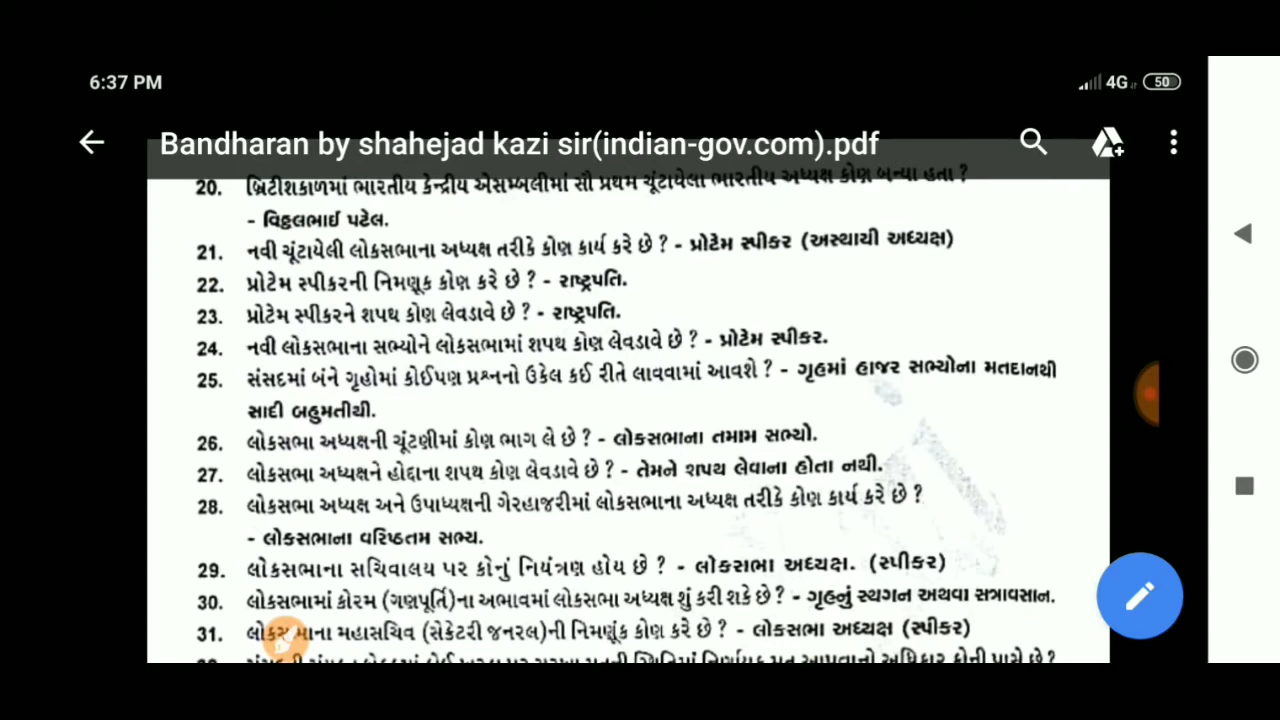 6:37 PM
4G 50
Bandharan by shahejad kazi sir(indian-gov.com).pdf
20. બ્રિટીશકાળમાં ભારતીય કેન્દ્રીય એસમ્બલીમાં સૌ પ્રથમ ચૂંટાયેલા ભારતીય અધ્યક્ષ કોણ બન્યા હતા ?
- વિઠ્ઠલભાઈ પટેલ.
21. નવી ચૂંટાયેલી લોકસભાના અધ્યક્ષ તરીકે કોણ કાર્ય કરે છે ? - પ્રોટેમ સ્પીકર (અસ્થાયી અધ્યક્ષ)
22. પ્રોટેમ સ્પીકરની નિમણૂક કોણ કરે છે ? - રાષ્ટ્રપતિ.
23. પ્રોટેમ સ્પીકરને શપથ કોણ લેવડાવે છે ? - રાષ્ટ્રપતિ.
24. નવી લોકસભાના સભ્યોને લોકસભામાં શપથ કોણ લેવડાવે છે ? - પ્રોટેમ સ્પીકર.
25. સંસદમાં બંને ગૃહોમાં કોઈપણ પ્રશ્નનો ઉકેલ કઈ રીતે લાવવામાં આવશે ? - ગૃહમાં હાજર સભ્યોના મતદાનથી
સાદી બહુમતીથી.
26. લોકસભા અધ્યક્ષની ચૂંટણીમાં કોણ ભાગ લે છે ? - લોકસભાના તમામ સભ્યો.
27. લોકસભા અધ્યક્ષને હોદ્દાના શપથ કોણ લેવડાવે છે ? - તેમને શપથ લેવાના હોતા નથી.
28. લોકસભા અધ્યક્ષ અને ઉપાધ્યક્ષની ગેરહાજરીમાં લોકસભાના અધ્યક્ષ તરીકે કોણ કાર્ય કરે છે ?
- લોકસભાના વરિષ્ઠતમ સભ્ય.
29. લોકસભાના સચિવાલય પર કોનું નિયંત્રણ હોય છે ? - લોકસભા અધ્યક્ષ. (સ્પીકર)
30. લોકસભામાં કોરમ (ગણપૂર્તિ)ના અભાવમાં લોકસભા અધ્યક્ષ શું કરી શકે છે ? - ગૃહનું સ્થગન અથવા સત્રાવસાન.
31. મહાસચિવ (સેક્રેટરી જનરલ)ની નિમણૂંક કોણ કરે છે ? - લોકસભા અધ્યક્ષ (સ્પીકર)